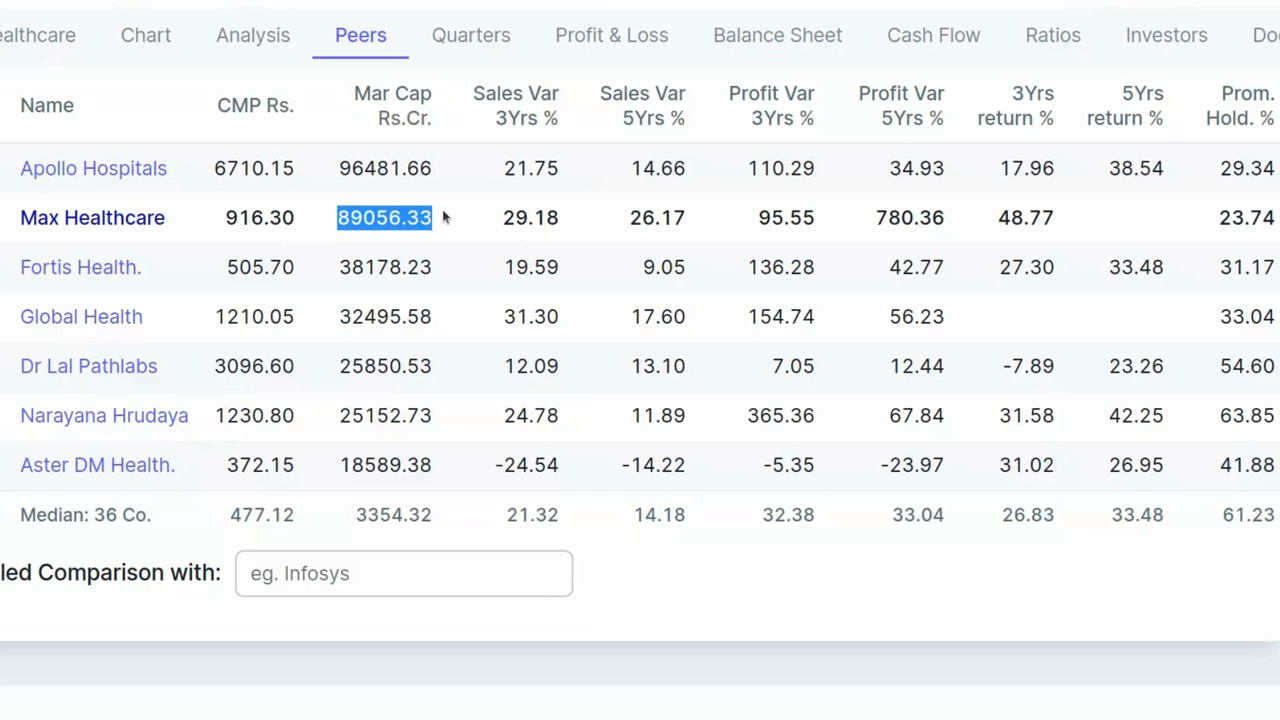 ealthcare Chart Analysis Peers Quarters Profit & Loss Balance Sheet Cash Flow Ratios Investors Do
Name CMP Rs. Mar Cap Rs.Cr. Sales Var 3Yrs % Sales Var 5Yrs % Profit Var 3Yrs % Profit Var 5Yrs % 3Yrs return % 5Yrs return % Prom. Hold. %
Apollo Hospitals 6710.15 96481.66 21.75 14.66 110.29 34.93 17.96 38.54 29.34
Max Healthcare 916.30 89056.33 29.18 26.17 95.55 780.36 48.77 23.74
Fortis Health. 505.70 38178.23 19.59 9.05 136.28 42.77 27.30 33.48 31.17
Global Health 1210.05 32495.58 31.30 17.60 154.74 56.23 33.04
Dr Lal Pathlabs 3096.60 25850.53 12.09 13.10 7.05 12.44 -7.89 23.26 54.60
Narayana Hrudaya 1230.80 25152.73 24.78 11.89 365.36 67.84 31.58 42.25 63.85
Aster DM Health. 372.15 18589.38 -24.54 -14.22 -5.35 -23.97 31.02 26.95 41.88
Median: 36 Co. 477.12 3354.32 21.32 14.18 32.38 33.04 26.83 33.48 61.23
led Comparison with: eg. Infosys